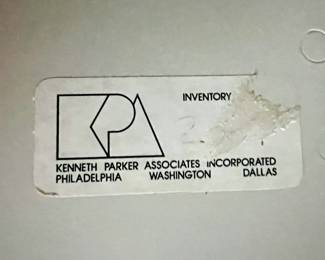 KPA
INVENTORY
KENNETH PARKER ASSOCIATES INCORPORATED
PHILADELPHIA WASHINGTON DALLAS